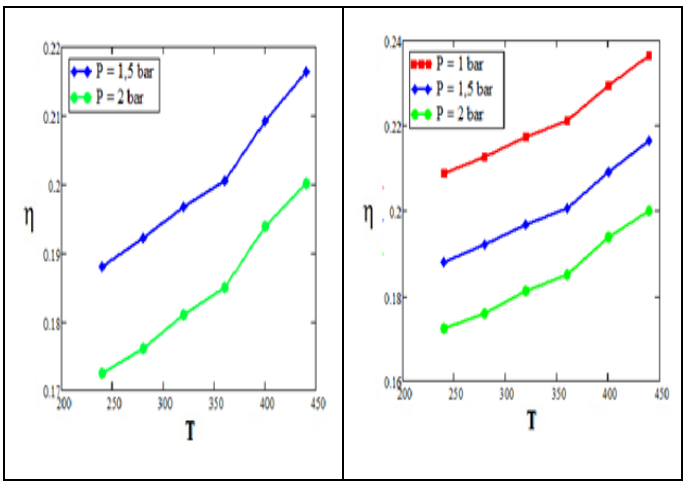 0.22
P = 1,5 bar
P = 2 bar
0.21
0.2
η
0.19
0.18
0.17
200 250 300 350 400 450
T
0.24
P = 1 bar
P = 1,5 bar
P = 2 bar
0.22
0.2
η
0.18
0.16
200 250 300 350 400 450
T